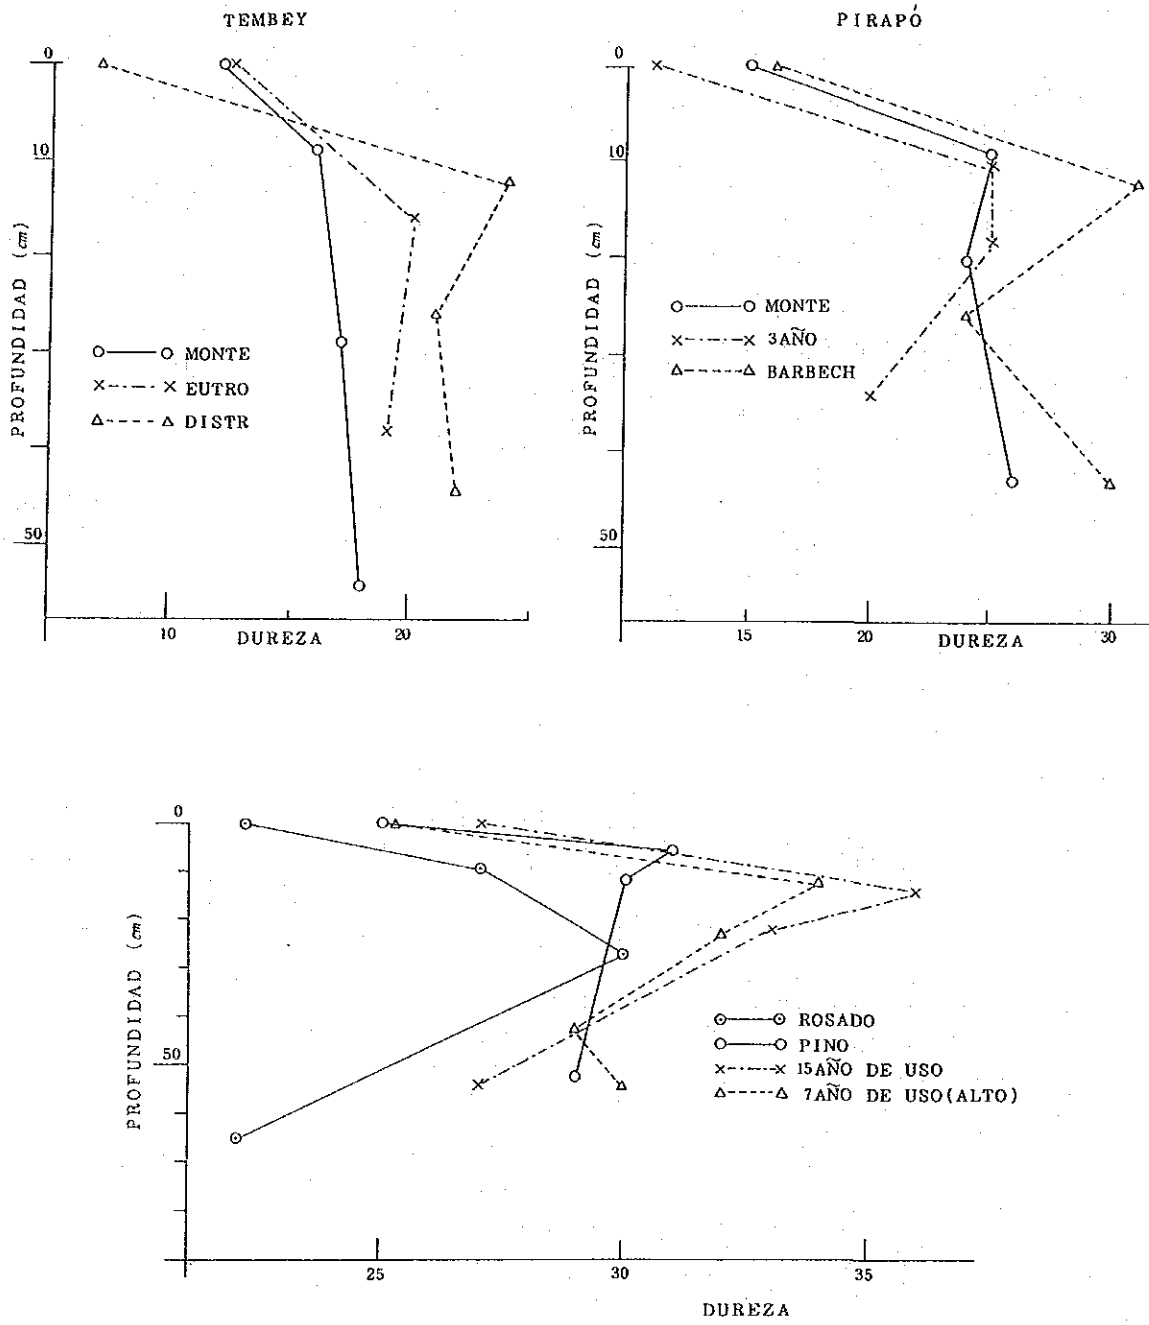 TEMBEY
0
10
50
PROFUNDIDAD (cm)
MONTE
EUTRO
DISTR
10
20
DUREZA
PIRAPÓ
0
10
50
PROFUNDIDAD (cm)
MONTE
3AÑO
BARBECH
15
20
30
DUREZA
0
50
PROFUNDIDAD (cm)
ROSADO
PINO
15AÑO DE USO
7AÑO DE USO(ALTO)
25
30
35
DUREZA